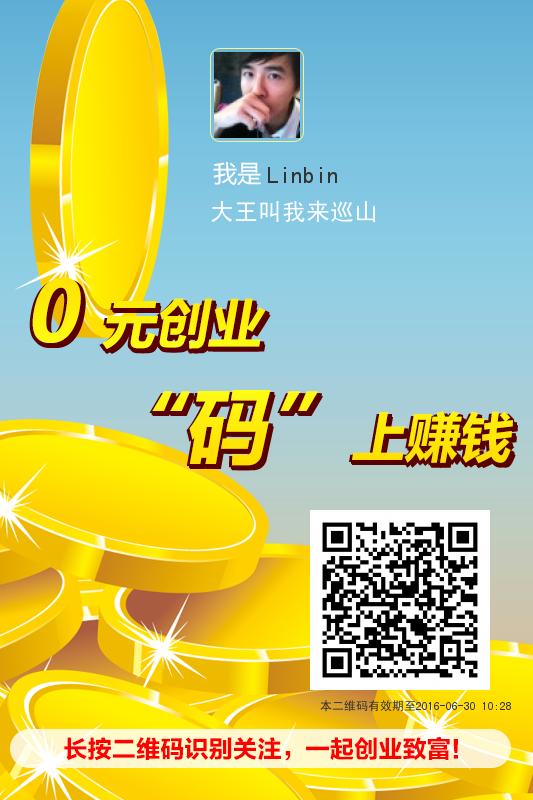 我是Linbin
大王叫我来巡山
0 元创业
“码” 上赚钱
本二维码有效期至2016-06-30 10:28
长按二维码识别关注，一起创业致富！